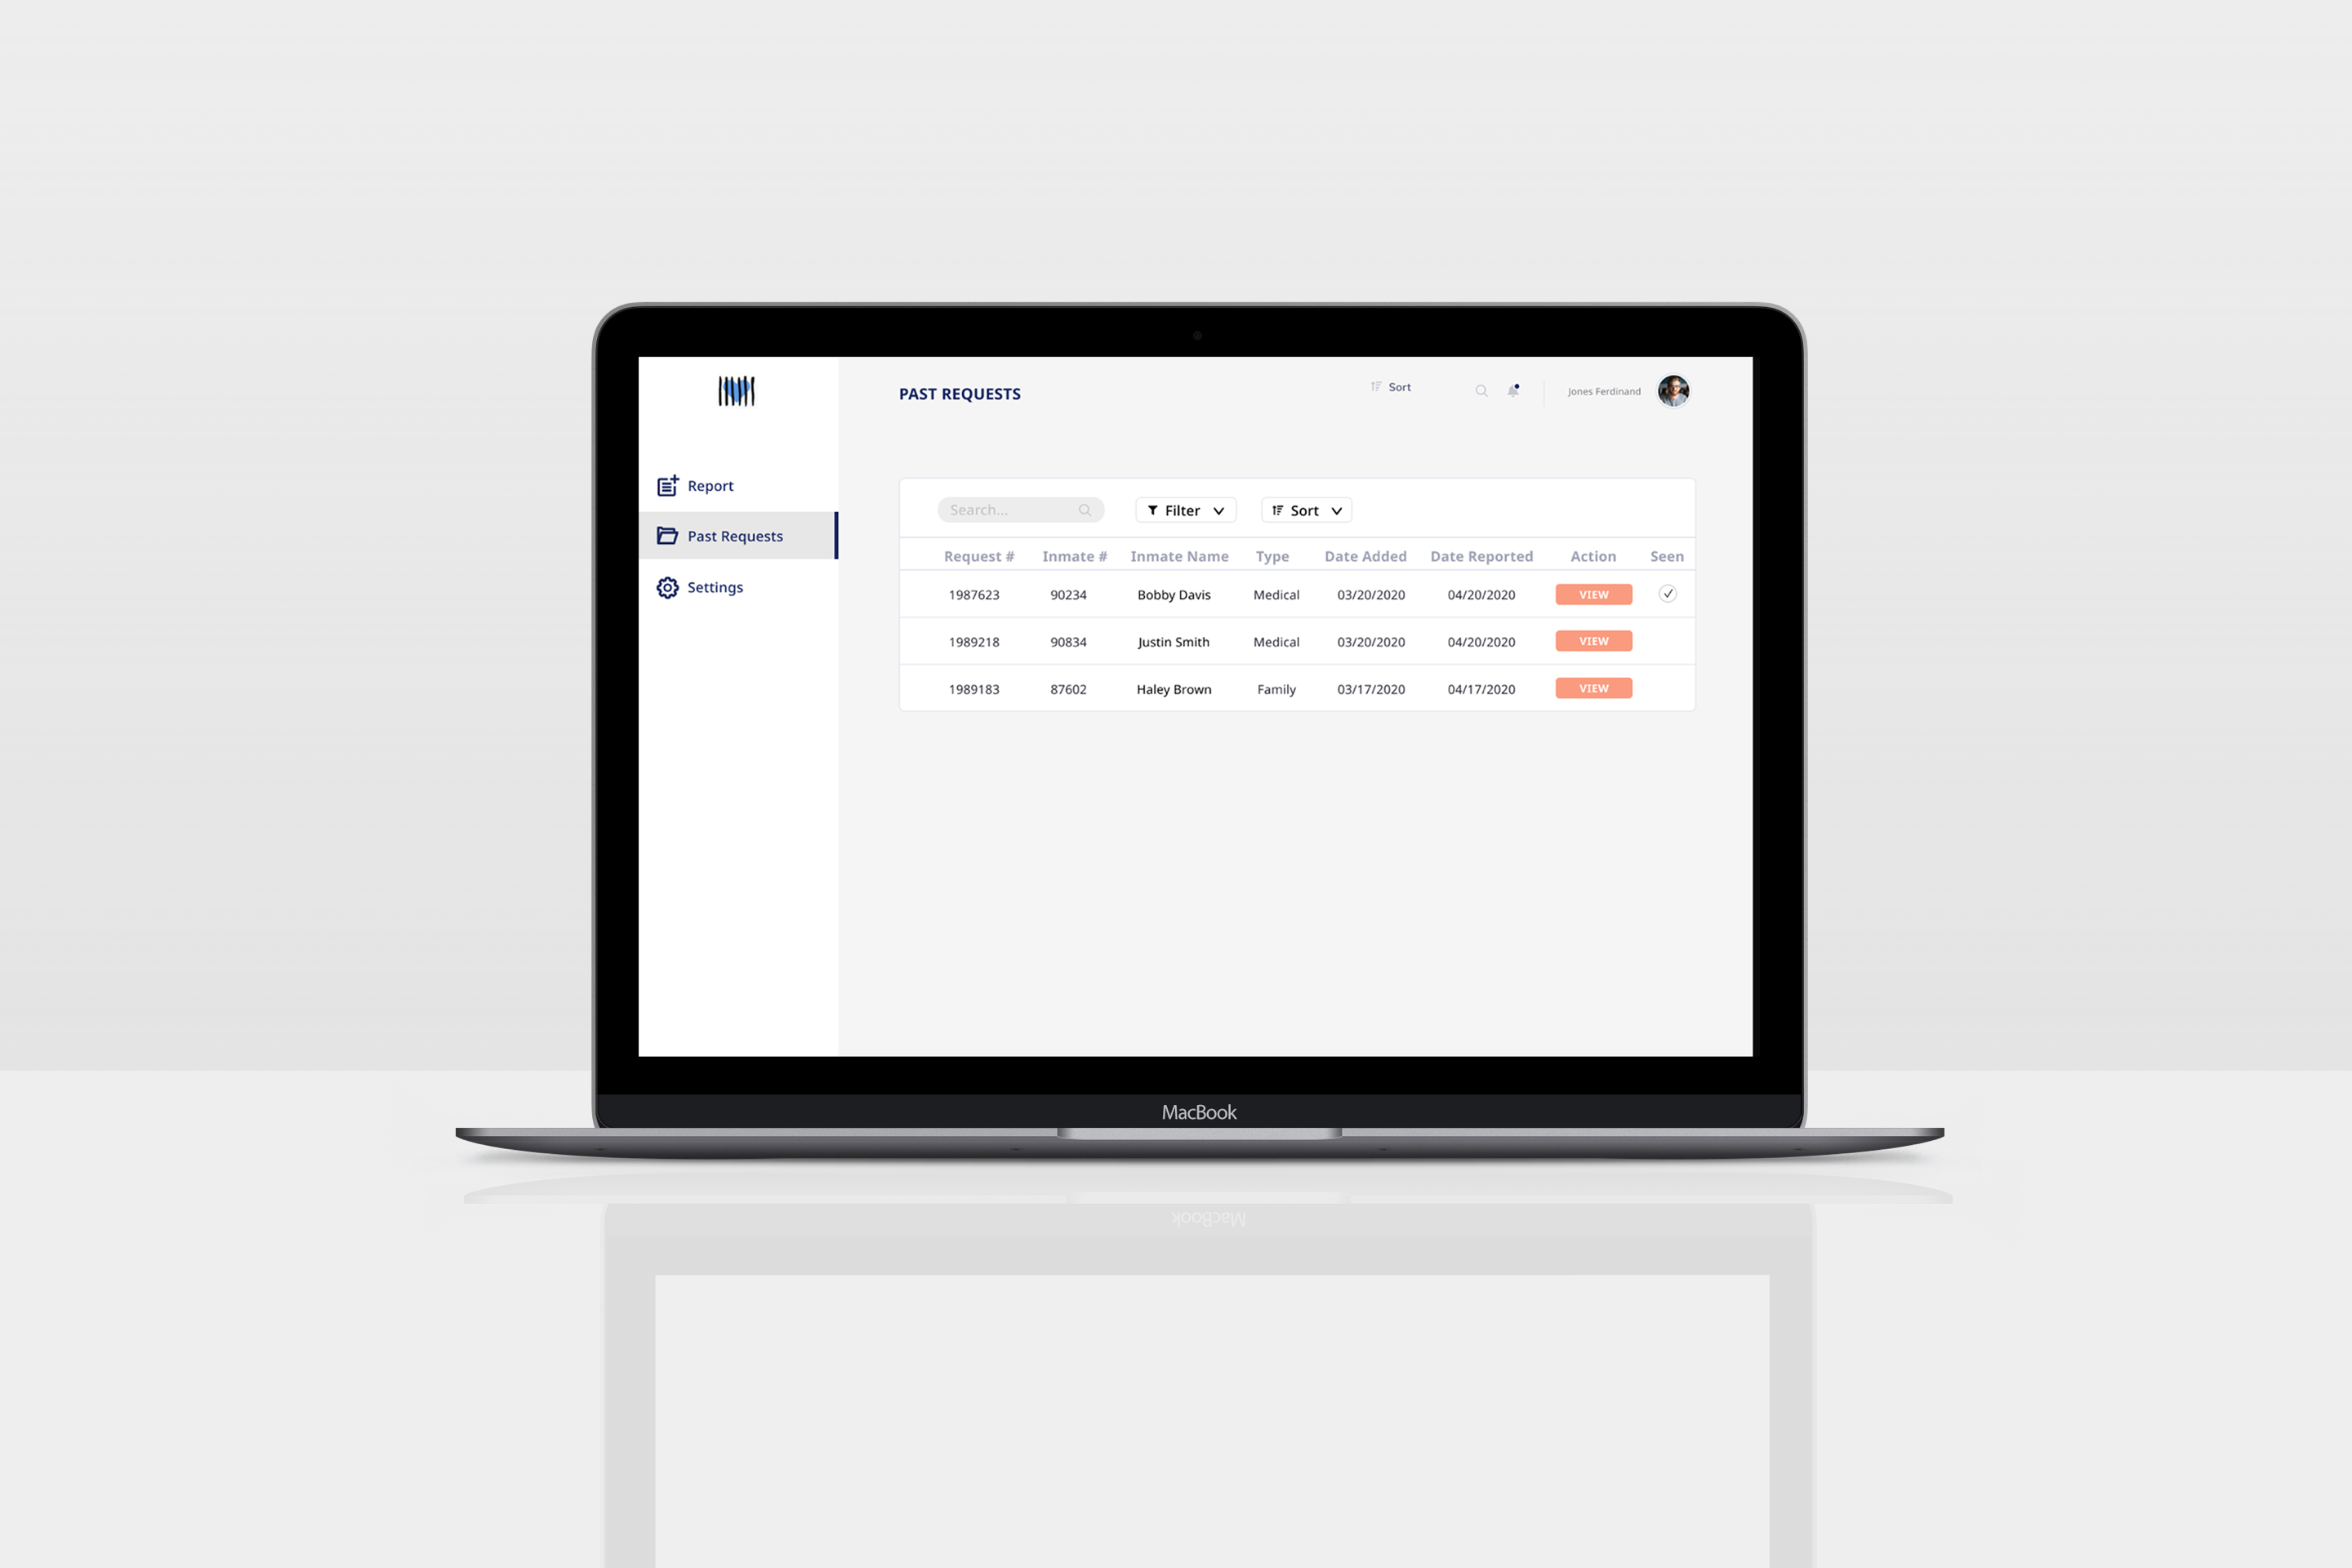 PAST REQUESTS
Sort
Jones Ferdinand
Report
Past Requests
Settings
Search...
Filter
Sort
Request # Inmate # Inmate Name Type Date Added Date Reported Action Seen
1987623 90234 Bobby Davis Medical 03/20/2020 04/20/2020 VIEW
1989218 90834 Justin Smith Medical 03/20/2020 04/20/2020 VIEW
1989183 87602 Haley Brown Family 03/17/2020 04/17/2020 VIEW
MacBook
MacBook